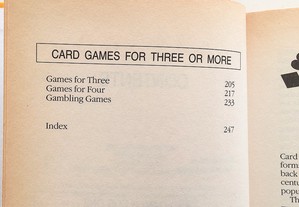 CARD GAMES FOR THREE OR MORE
Games for Three 205
Games for Four 217
Gambling Games 233
Index 247
Card
form
back
centu
popu
Th